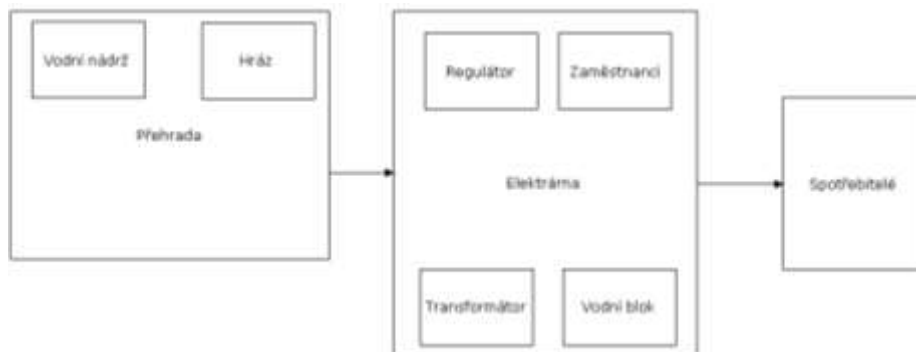 Vodní nádrž
Hráz
Přehrada
Regulátor
Zaměstnanci
Elektrárna
Transformátor
Vodní blok
Spotřebitelé